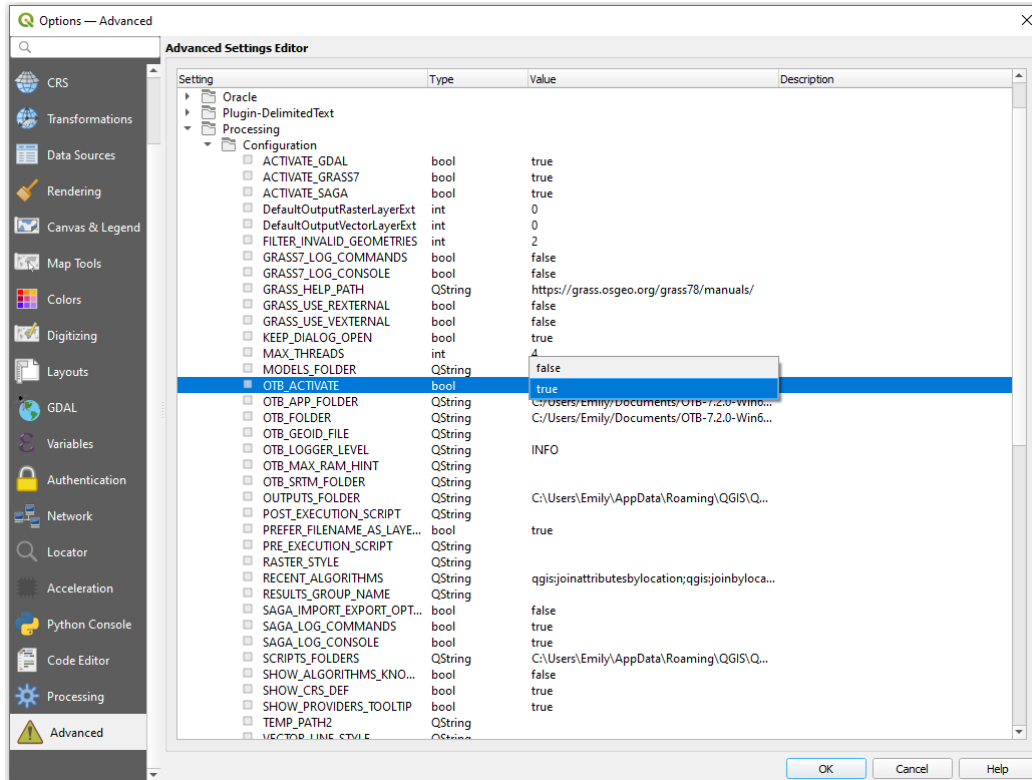 Options — Advanced
Advanced Settings Editor
CRS
Transformations
Data Sources
Rendering
Canvas & Legend
Map Tools
Colors
Digitizing
Layouts
GDAL
Variables
Authentication
Network
Locator
Acceleration
Python Console
Code Editor
Processing
Advanced
Setting Type Value Description
Oracle
Plugin-DelimitedText
Processing
Configuration
ACTIVATE_GDAL bool true
ACTIVATE_GRASS7 bool true
ACTIVATE_SAGA bool true
DefaultOutputRasterLayerExt int 0
DefaultOutputVectorLayerExt int 0
FILTER_INVALID_GEOMETRIES int 2
GRASS7_LOG_COMMANDS bool false
GRASS7_LOG_CONSOLE bool false
GRASS_HELP_PATH QString https://grass.osgeo.org/grass78/manuals/
GRASS_USE_REXTERNAL bool false
GRASS_USE_VEXTERNAL bool false
KEEP_DIALOG_OPEN bool true
MAX_THREADS int 4
MODELS_FOLDER QString
false
OTB_ACTIVATE bool true
OTB_APP_FOLDER QString C:/Users/Emily/Documents/OTB-7.2.0-Win6...
OTB_FOLDER QString C:/Users/Emily/Documents/OTB-7.2.0-Win6...
OTB_GEOID_FILE QString
OTB_LOGGER_LEVEL QString INFO
OTB_MAX_RAM_HINT QString
OTB_SRTM_FOLDER QString
OUTPUTS_FOLDER QString C:\Users\Emily\AppData\Roaming\QGIS\Q...
POST_EXECUTION_SCRIPT QString
PREFER_FILENAME_AS_LAYE... bool true
PRE_EXECUTION_SCRIPT QString
RASTER_STYLE QString
RECENT_ALGORITHMS QString qgis:joinattributesbylocation;qgis:joinbyloca...
RESULTS_GROUP_NAME QString
SAGA_IMPORT_EXPORT_OPT... bool false
SAGA_LOG_COMMANDS bool true
SAGA_LOG_CONSOLE bool true
SCRIPTS_FOLDERS QString C:\Users\Emily\AppData\Roaming\QGIS\Q...
SHOW_ALGORITHMS_KNO... bool false
SHOW_CRS_DEF bool true
SHOW_PROVIDERS_TOOLTIP bool true
TEMP_PATH2 QString
VECTOR_LINE_STYLE QString
OK Cancel Help